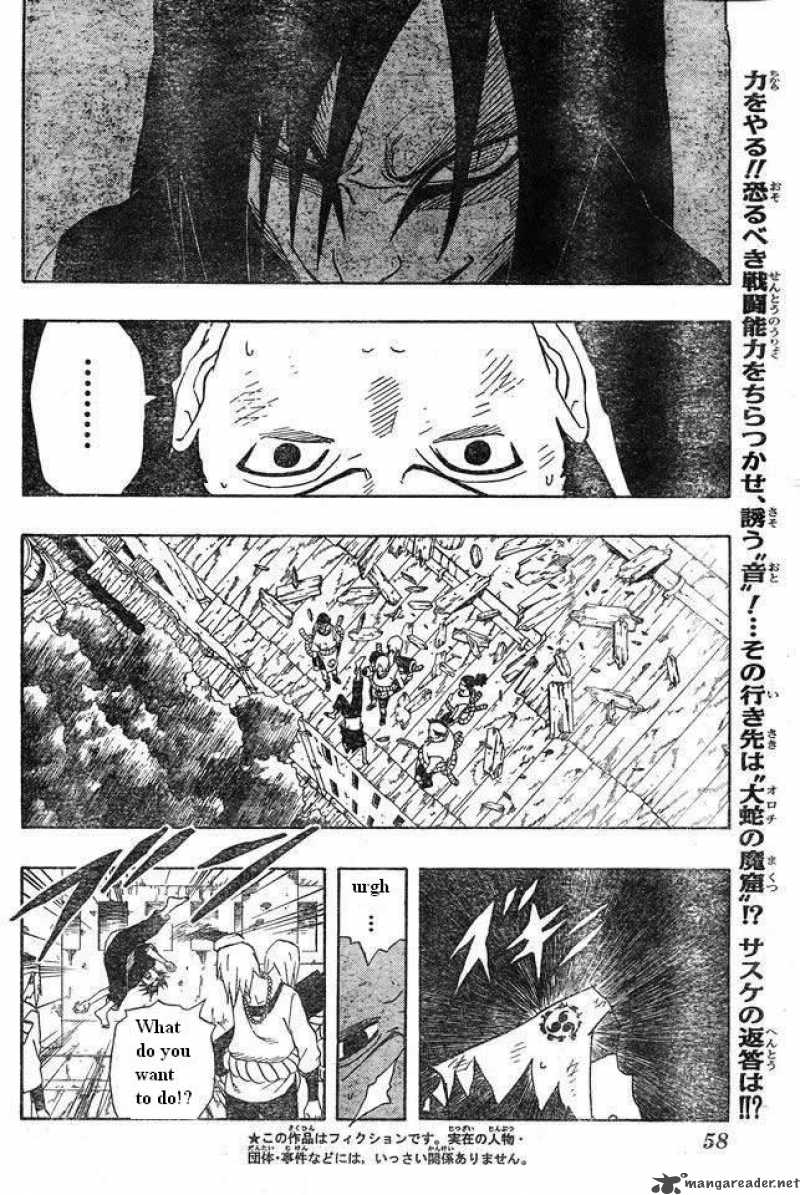 力をやる!!恐るべき戦闘能力をちらつかせ、誘う〝音〟!…その行き先は〝大蛇の魔窟〟!?サスケの返答は!!?
………
ズズズ
urgh
…
What
do you
want
to do!?
★この作品はフィクションです。実在の人物・
団体・事件などには、いっさい関係ありません。
58
mangareader.net